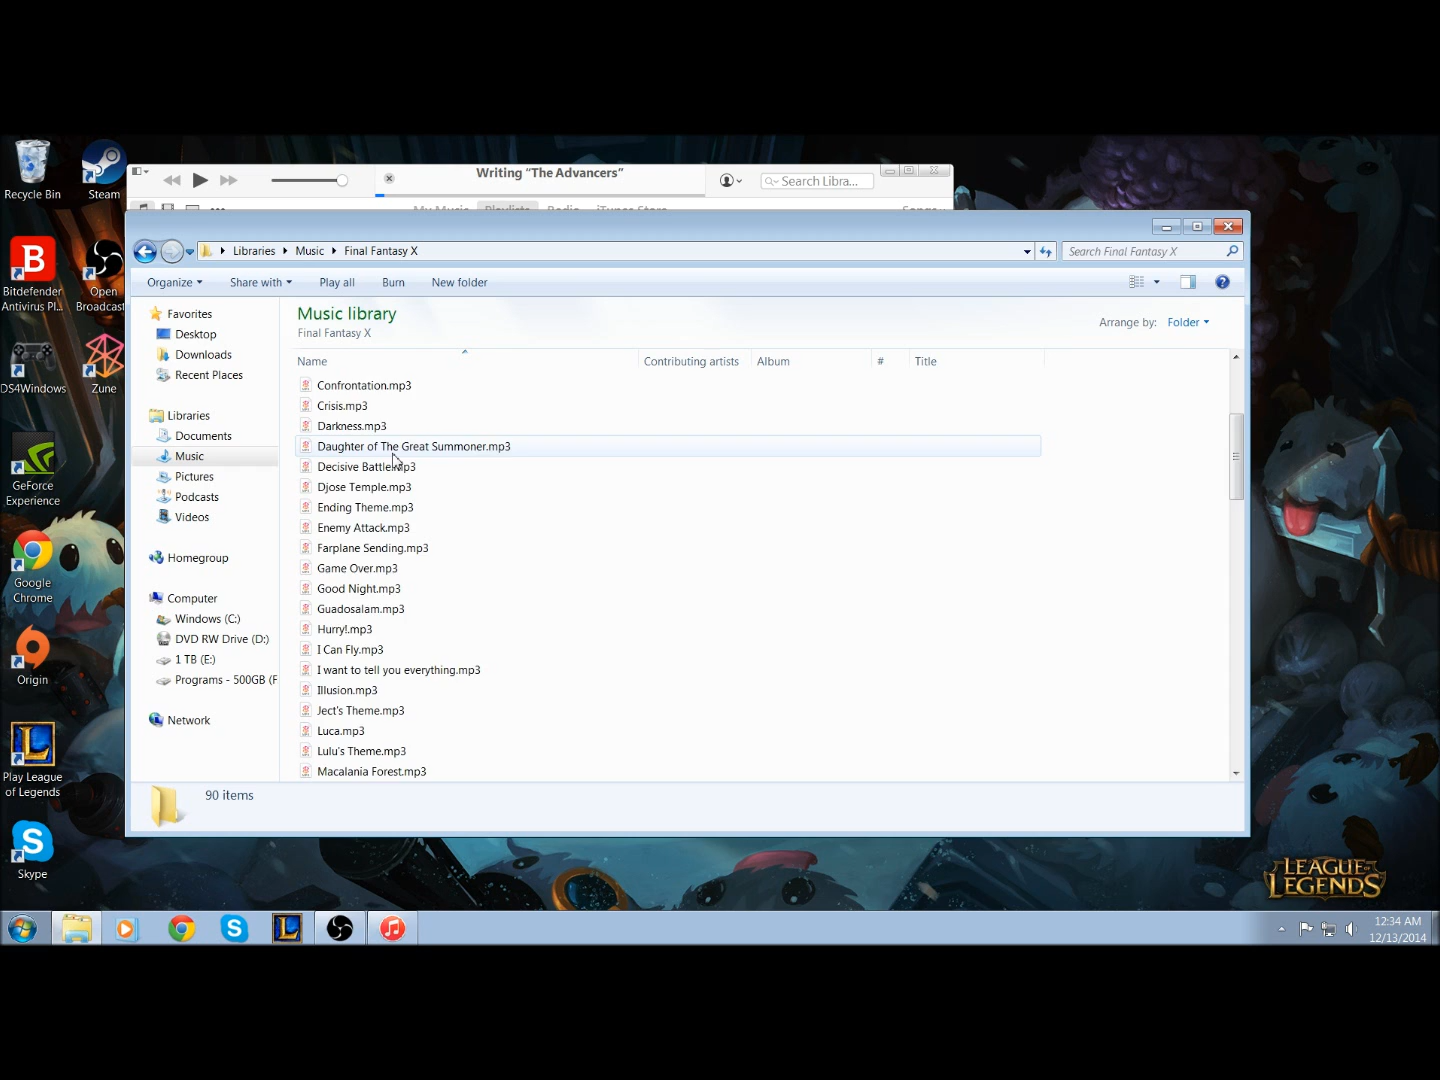 Recycle Bin
Steam
Writing “The Advancers”
Search Libra...
My Music Playlists Radio iTunes Store
Songs
Bitdefender
Antivirus Pl...
Open
Broadcast
DS4Windows
Zune
GeForce
Experience
Google
Chrome
Origin
Play League
of Legends
Skype
Libraries Music Final Fantasy X
Search Final Fantasy X
Organize Share with Play all Burn New folder
Favorites
Desktop
Downloads
Recent Places
Libraries
Documents
Music
Pictures
Podcasts
Videos
Homegroup
Computer
Windows (C:)
DVD RW Drive (D:)
1 TB (E:)
Programs - 500GB (F
Network
Music library
Final Fantasy X
Arrange by: Folder
Name Contributing artists Album # Title
Confrontation.mp3
Crisis.mp3
Darkness.mp3
Daughter of The Great Summoner.mp3
Decisive Battle.mp3
Djose Temple.mp3
Ending Theme.mp3
Enemy Attack.mp3
Farplane Sending.mp3
Game Over.mp3
Good Night.mp3
Guadosalam.mp3
Hurry!.mp3
I Can Fly.mp3
I want to tell you everything.mp3
Illusion.mp3
Ject's Theme.mp3
Luca.mp3
Lulu's Theme.mp3
Macalania Forest.mp3
90 items
LEAGUE OF
LEGENDS
12:34 AM
12/13/2014